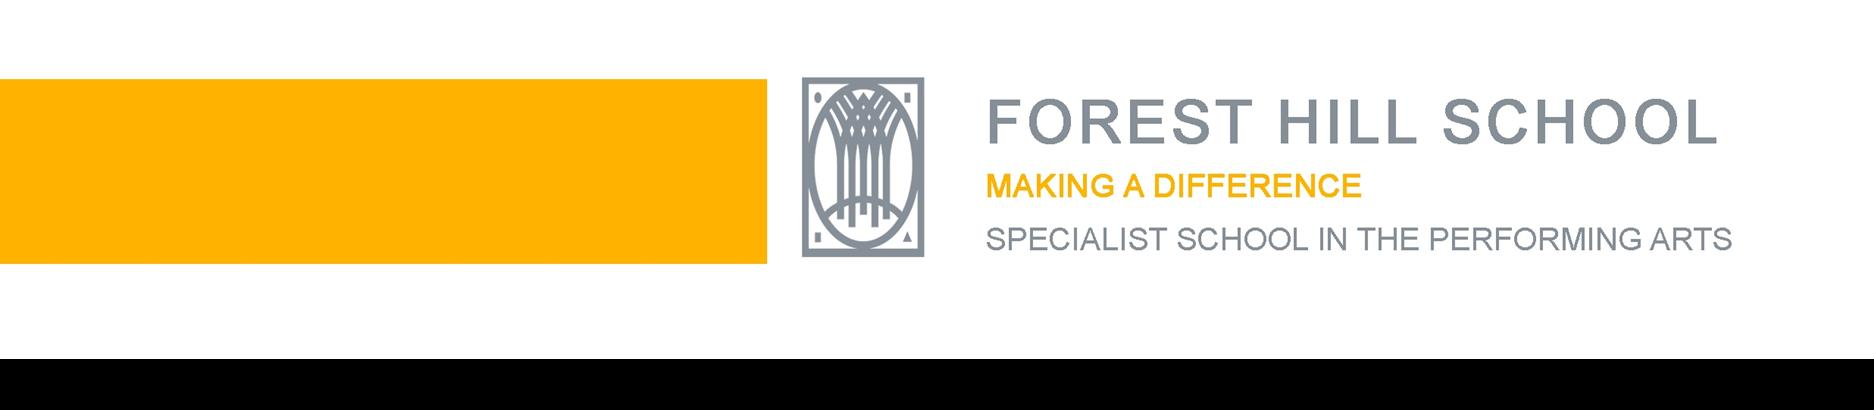 FOREST HILL SCHOOL
MAKING A DIFFERENCE
SPECIALIST SCHOOL IN THE PERFORMING ARTS